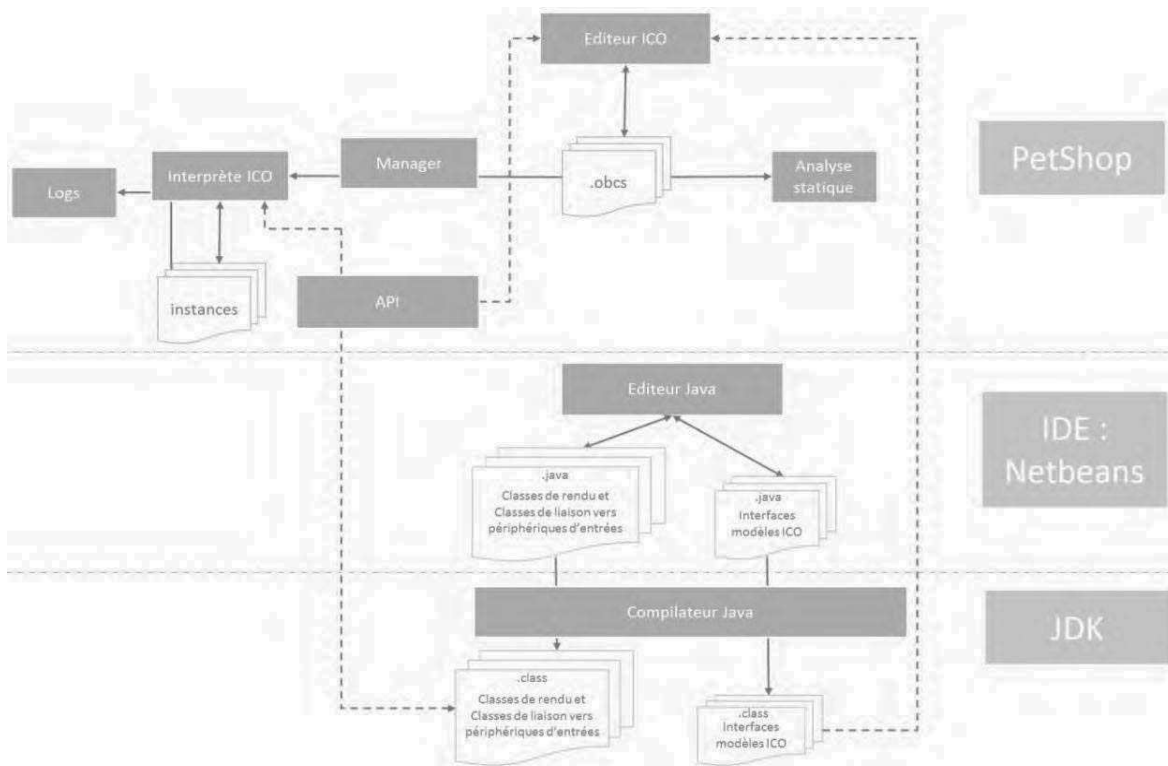 Editeur ICO
PetShop
Manager
Interprète ICO
Analyse
statique
.obcs
Logs
instances
API
Editeur Java
IDE :
Netbeans
.java
Classes de rendu et
Classes de liaison vers
périphériques d'entrées
.java
Interfaces
modèles ICO
Compilateur Java
JDK
.class
Classes de rendu et
Classes de liaison vers
périphériques d'entrées
.class
Interfaces
modèles ICO